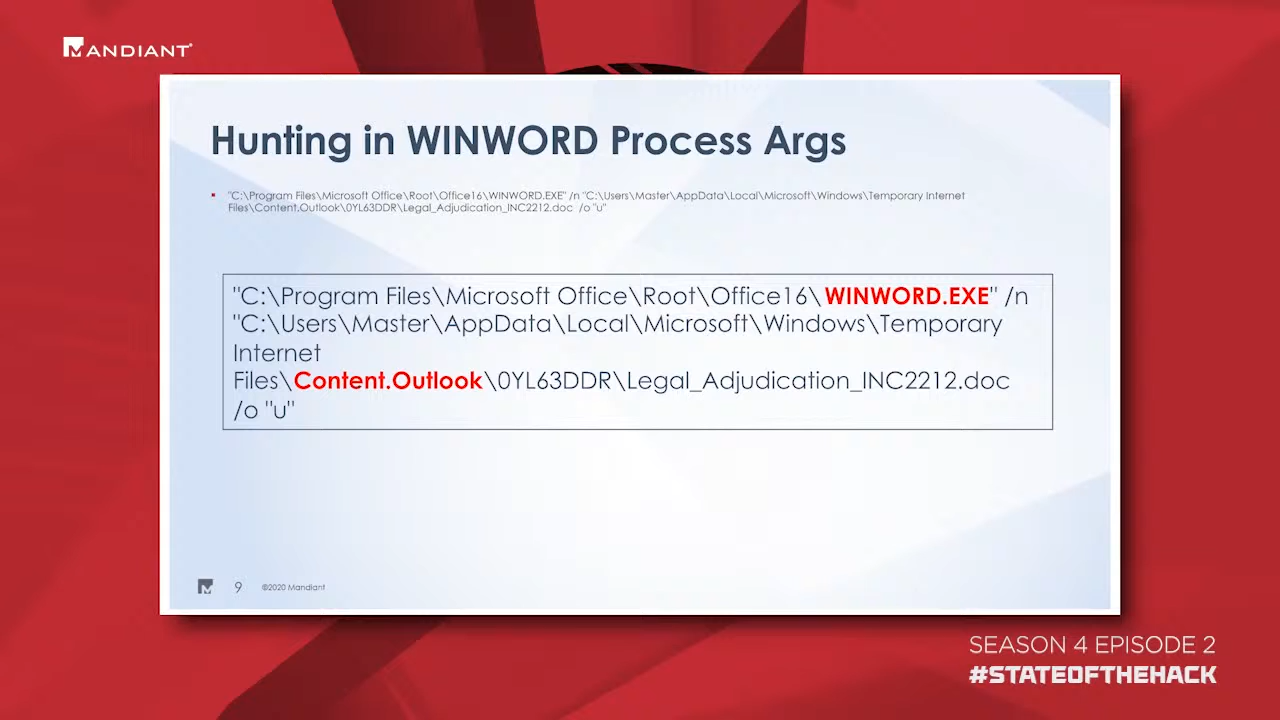 MANDIANT
Hunting in WINWORD Process Args
"C:\Program Files\Microsoft Office\Root\Office16\WINWORD.EXE" /n "C:\Users\Master\AppData\Local\Microsoft\Windows\Temporary Internet
Files\Content.Outlook\0YL63DDR\Legal_Adjudication_INC2212.doc /o "u"
"C:\Program Files\Microsoft Office\Root\Office16\WINWORD.EXE" /n
"C:\Users\Master\AppData\Local\Microsoft\Windows\Temporary
Internet
Files\Content.Outlook\0YL63DDR\Legal_Adjudication_INC2212.doc
/o "u"
9 ©2020 Mandiant
SEASON 4 EPISODE 2
#STATEOFTHEHACK